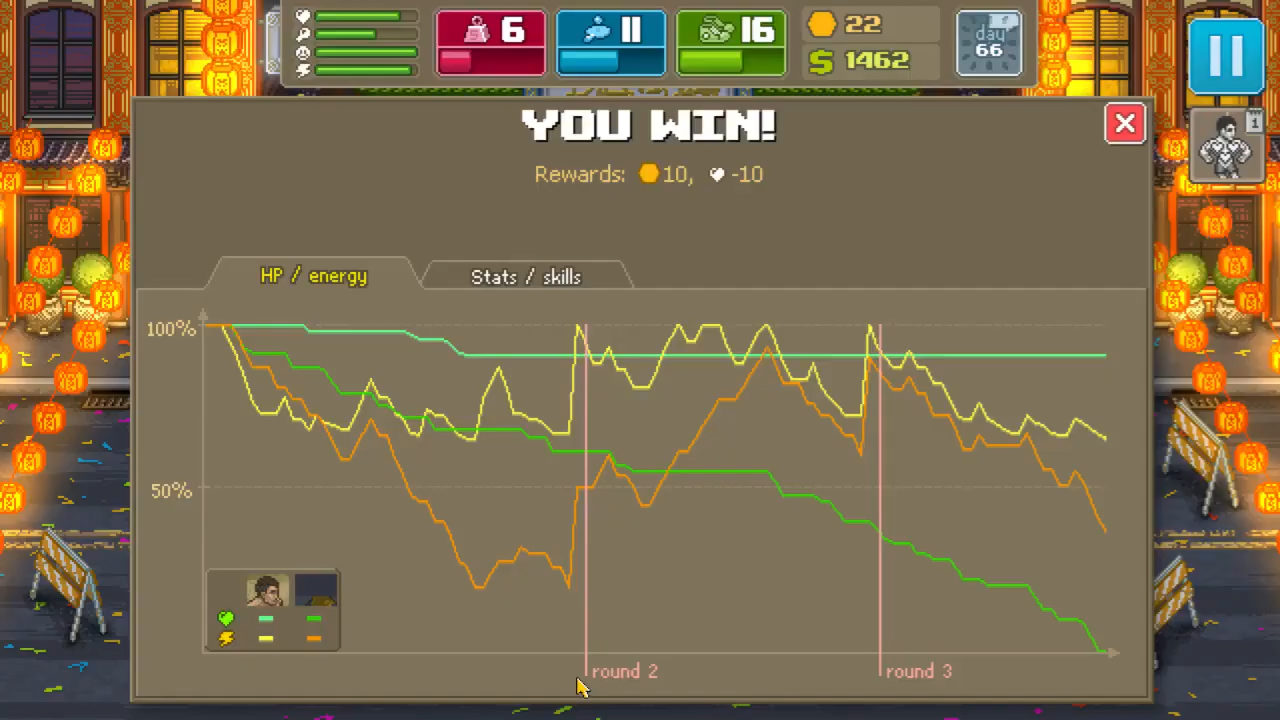 6
11
16
22
$ 1462
day
66
1
YOU WIN!
Rewards: 10, -10
HP / energy
Stats / skills
100%
50%
round 2
round 3